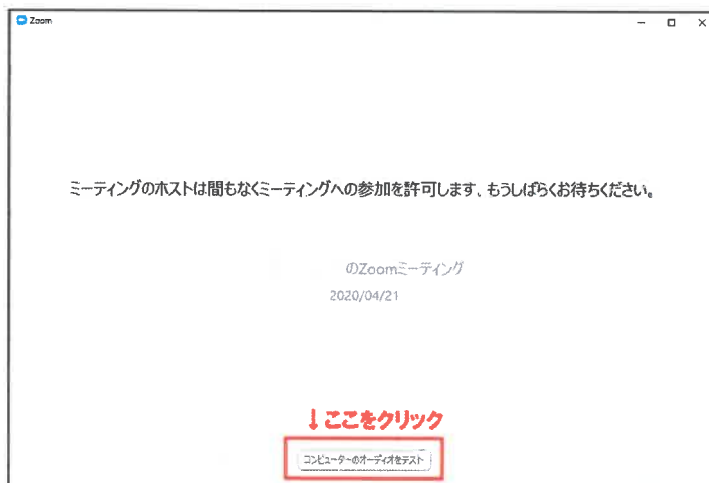 Zoom
ミーティングのホストは間もなくミーティングへの参加を許可します、もうしばらくお待ちください。
のZoomミーティング
2020/04/21
↓ここをクリック
コンピューターのオーディオをテスト